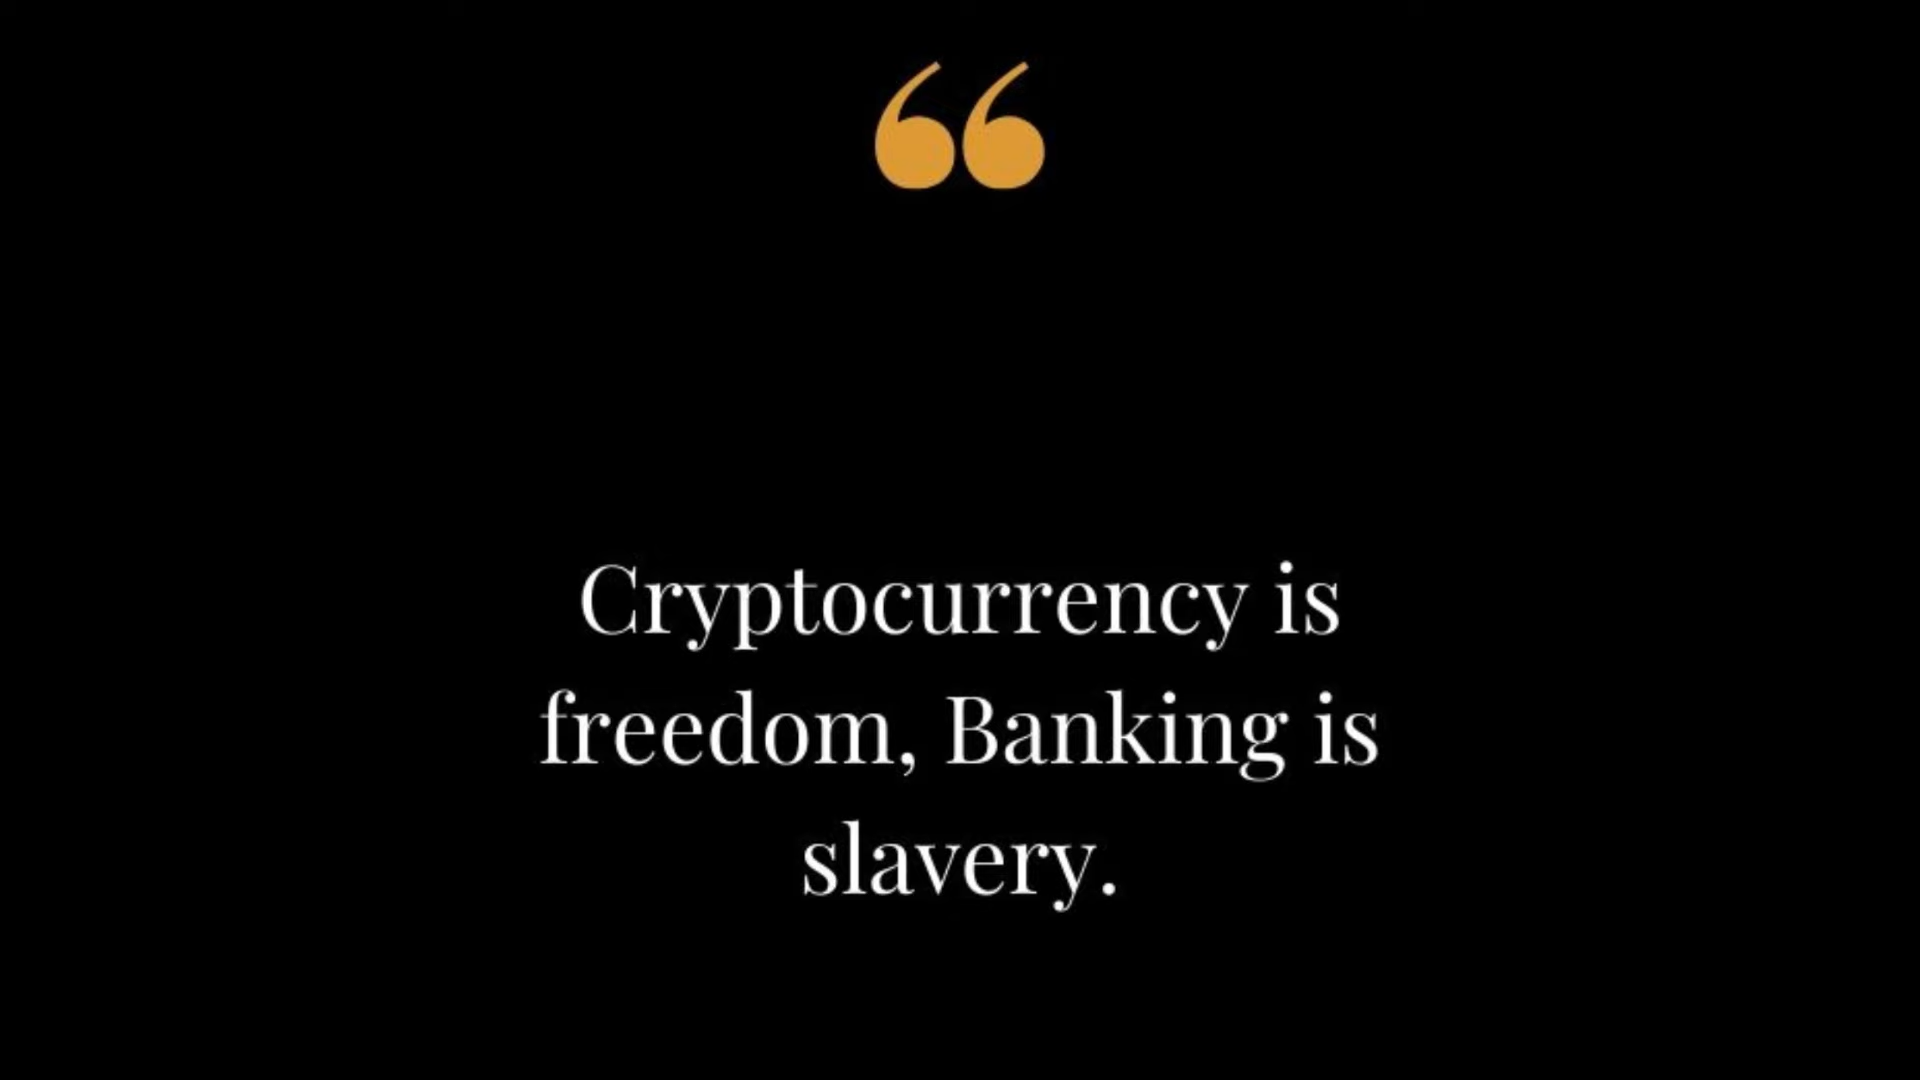 “
Cryptocurrency is
freedom, Banking is
slavery.